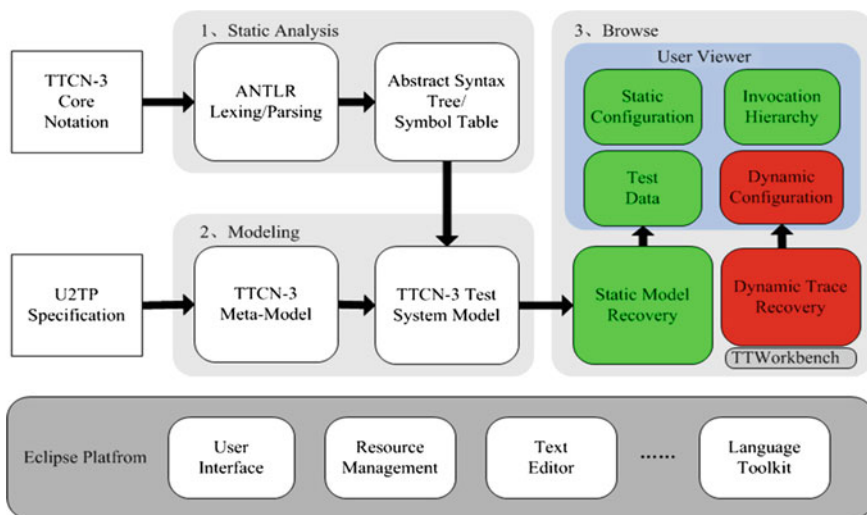 1、Static Analysis
TTCN-3
Core
Notation
ANTLR
Lexing/Parsing
Abstract Syntax
Tree/
Symbol Table
2、Modeling
U2TP
Specification
TTCN-3
Meta-Model
TTCN-3 Test
System Model
3、Browse
User Viewer
Static
Configuration
Invocation
Hierarchy
Test
Data
Dynamic
Configuration
Static Model
Recovery
Dynamic Trace
Recovery
TTWorkbench
Eclipse Platfrom
User
Interface
Resource
Management
Text
Editor
......
Language
Toolkit